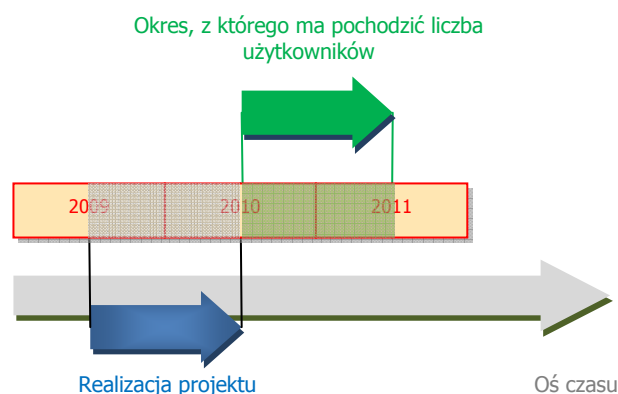 Okres, z którego ma pochodzić liczba
użytkowników
2009 2010 2011
Realizacja projektu Oś czasu